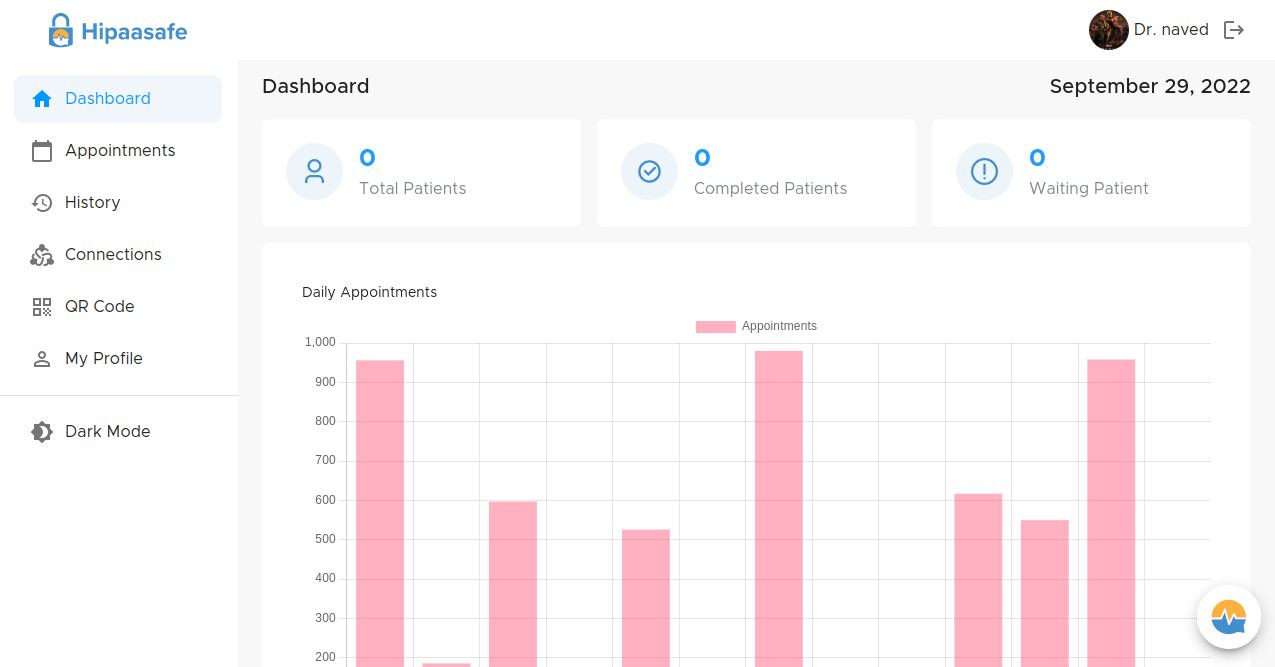 Hipaasafe
Dr. naved
Dashboard
Appointments
History
Connections
QR Code
My Profile
Dark Mode
Dashboard
September 29, 2022
0
Total Patients
0
Completed Patients
0
Waiting Patient
Daily Appointments
Appointments
1,000
900
800
700
600
500
400
300
200